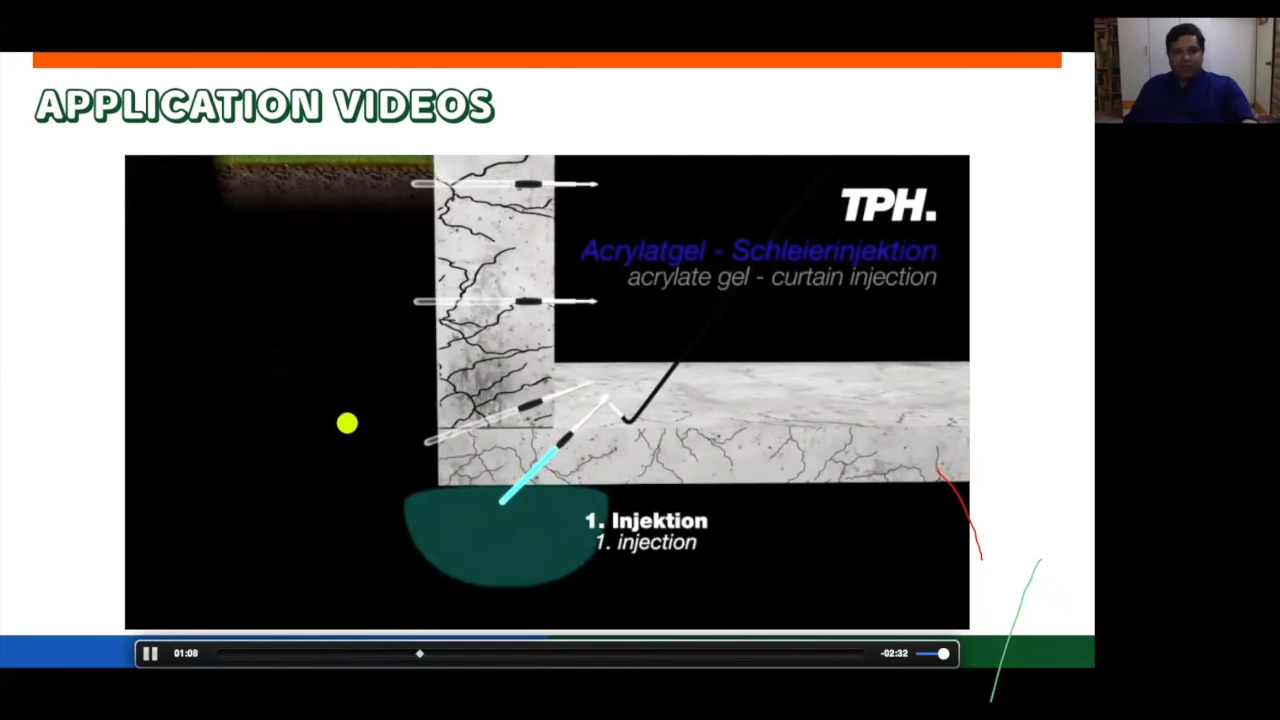 APPLICATION VIDEOS
TPH.
Acrylatgel - Schleierinjektion
acrylate gel - curtain injection
1. Injektion
1. injection
01:08
-02:32